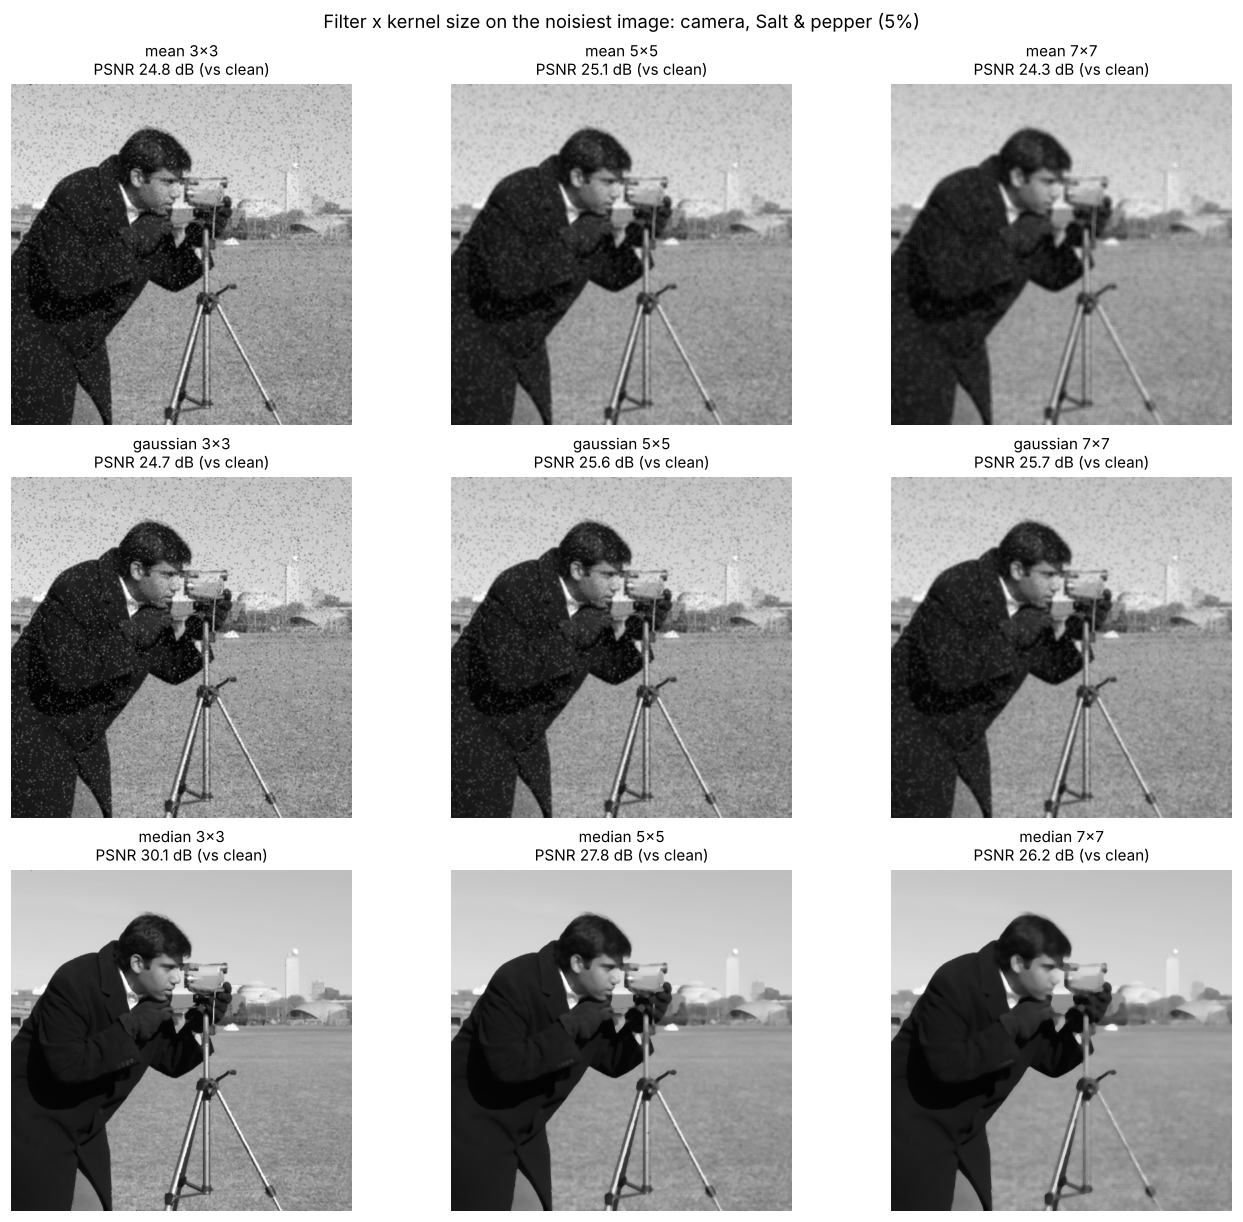 Filter x kernel size on the noisiest image: camera, Salt & pepper (5%)
mean 3×3
PSNR 24.8 dB (vs clean)
mean 5×5
PSNR 25.1 dB (vs clean)
mean 7×7
PSNR 24.3 dB (vs clean)
gaussian 3×3
PSNR 24.7 dB (vs clean)
gaussian 5×5
PSNR 25.6 dB (vs clean)
gaussian 7×7
PSNR 25.7 dB (vs clean)
median 3×3
PSNR 30.1 dB (vs clean)
median 5×5
PSNR 27.8 dB (vs clean)
median 7×7
PSNR 26.2 dB (vs clean)